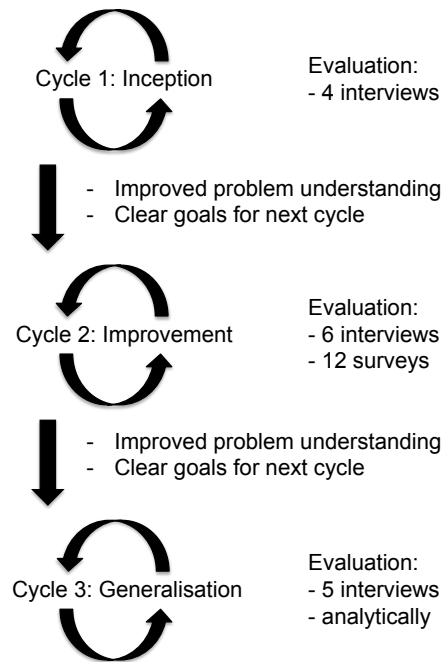 Cycle 1: Inception
Evaluation:
- 4 interviews
- Improved problem understanding
- Clear goals for next cycle
Cycle 2: Improvement
Evaluation:
- 6 interviews
- 12 surveys
- Improved problem understanding
- Clear goals for next cycle
Cycle 3: Generalisation
Evaluation:
- 5 interviews
- analytically